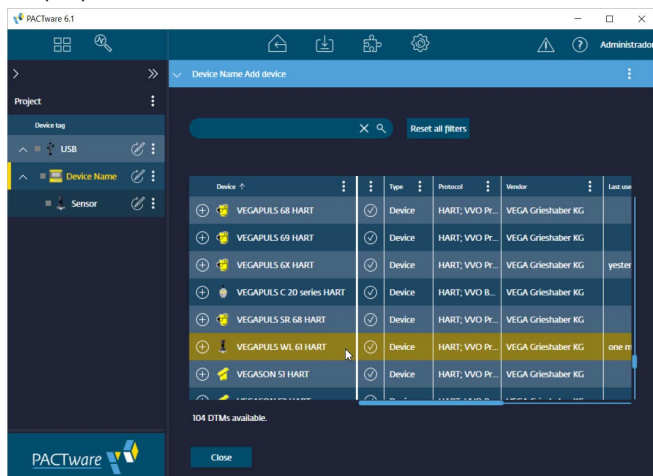 PACTware 6.1
Administrador
Device Name Add device
Project
Device tag
USB
Device Name
Sensor
Reset all filters
Device Type Protocol Vendor Last use
VEGAPULS 68 HART Device HART; VVO Pr... VEGA Grieshaber KG
VEGAPULS 69 HART Device HART; VVO Pr... VEGA Grieshaber KG
VEGAPULS 6X HART Device HART; VVO Pr... VEGA Grieshaber KG yester
VEGAPULS C 20 series HART Device HART; VVO B... VEGA Grieshaber KG
VEGAPULS SR 68 HART Device HART; VVO Pr... VEGA Grieshaber KG
VEGAPULS WL 61 HART Device HART; VVO Pr... VEGA Grieshaber KG one m
VEGASON 51 HART Device HART; VVO Pr... VEGA Grieshaber KG
104 DTMs available.
PACTware
Close